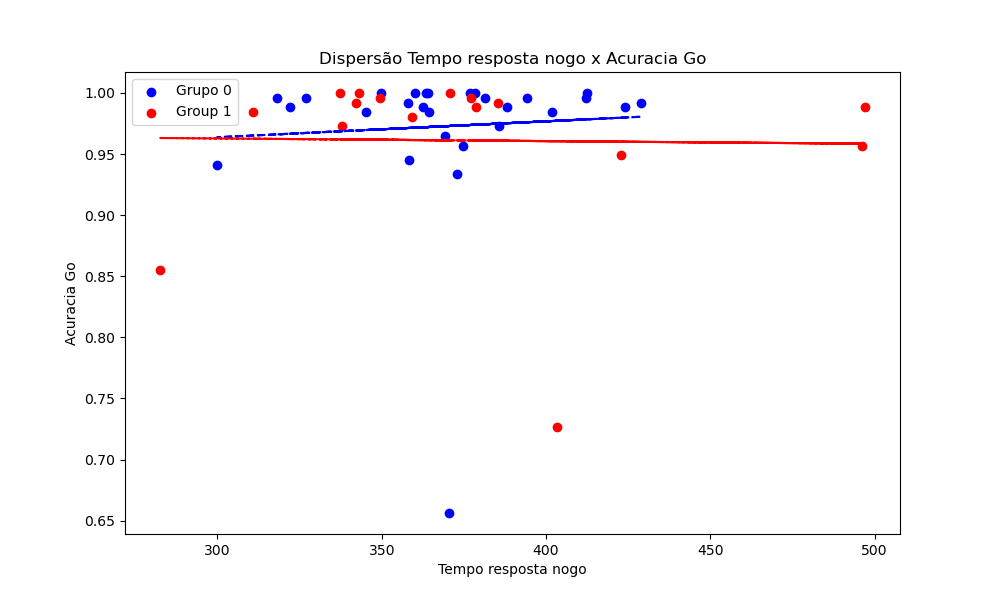 Dispersão Tempo resposta nogo x Acuracia Go
Grupo 0
Group 1
1.00
0.95
0.90
0.85
0.80
0.75
0.70
0.65
Acuracia Go
300
350
400
450
500
Tempo resposta nogo